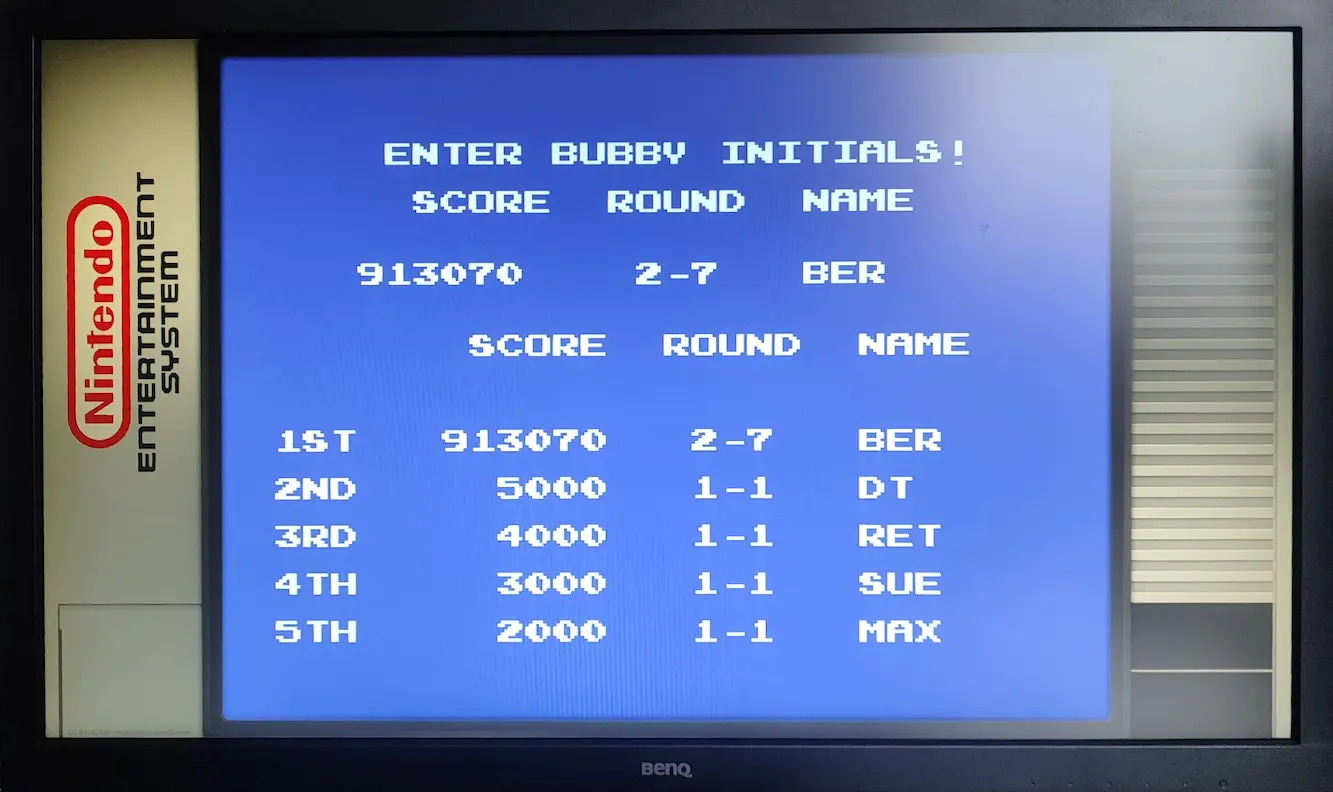 Nintendo
ENTERTAINMENT
SYSTEM
ENTER BUBBY INITIALS!
SCORE ROUND NAME
913070 2-7 BER
SCORE ROUND NAME
1ST 913070 2-7 BER
2ND 5000 1-1 DT
3RD 4000 1-1 RET
4TH 3000 1-1 SUE
5TH 2000 1-1 MAX
BenQ